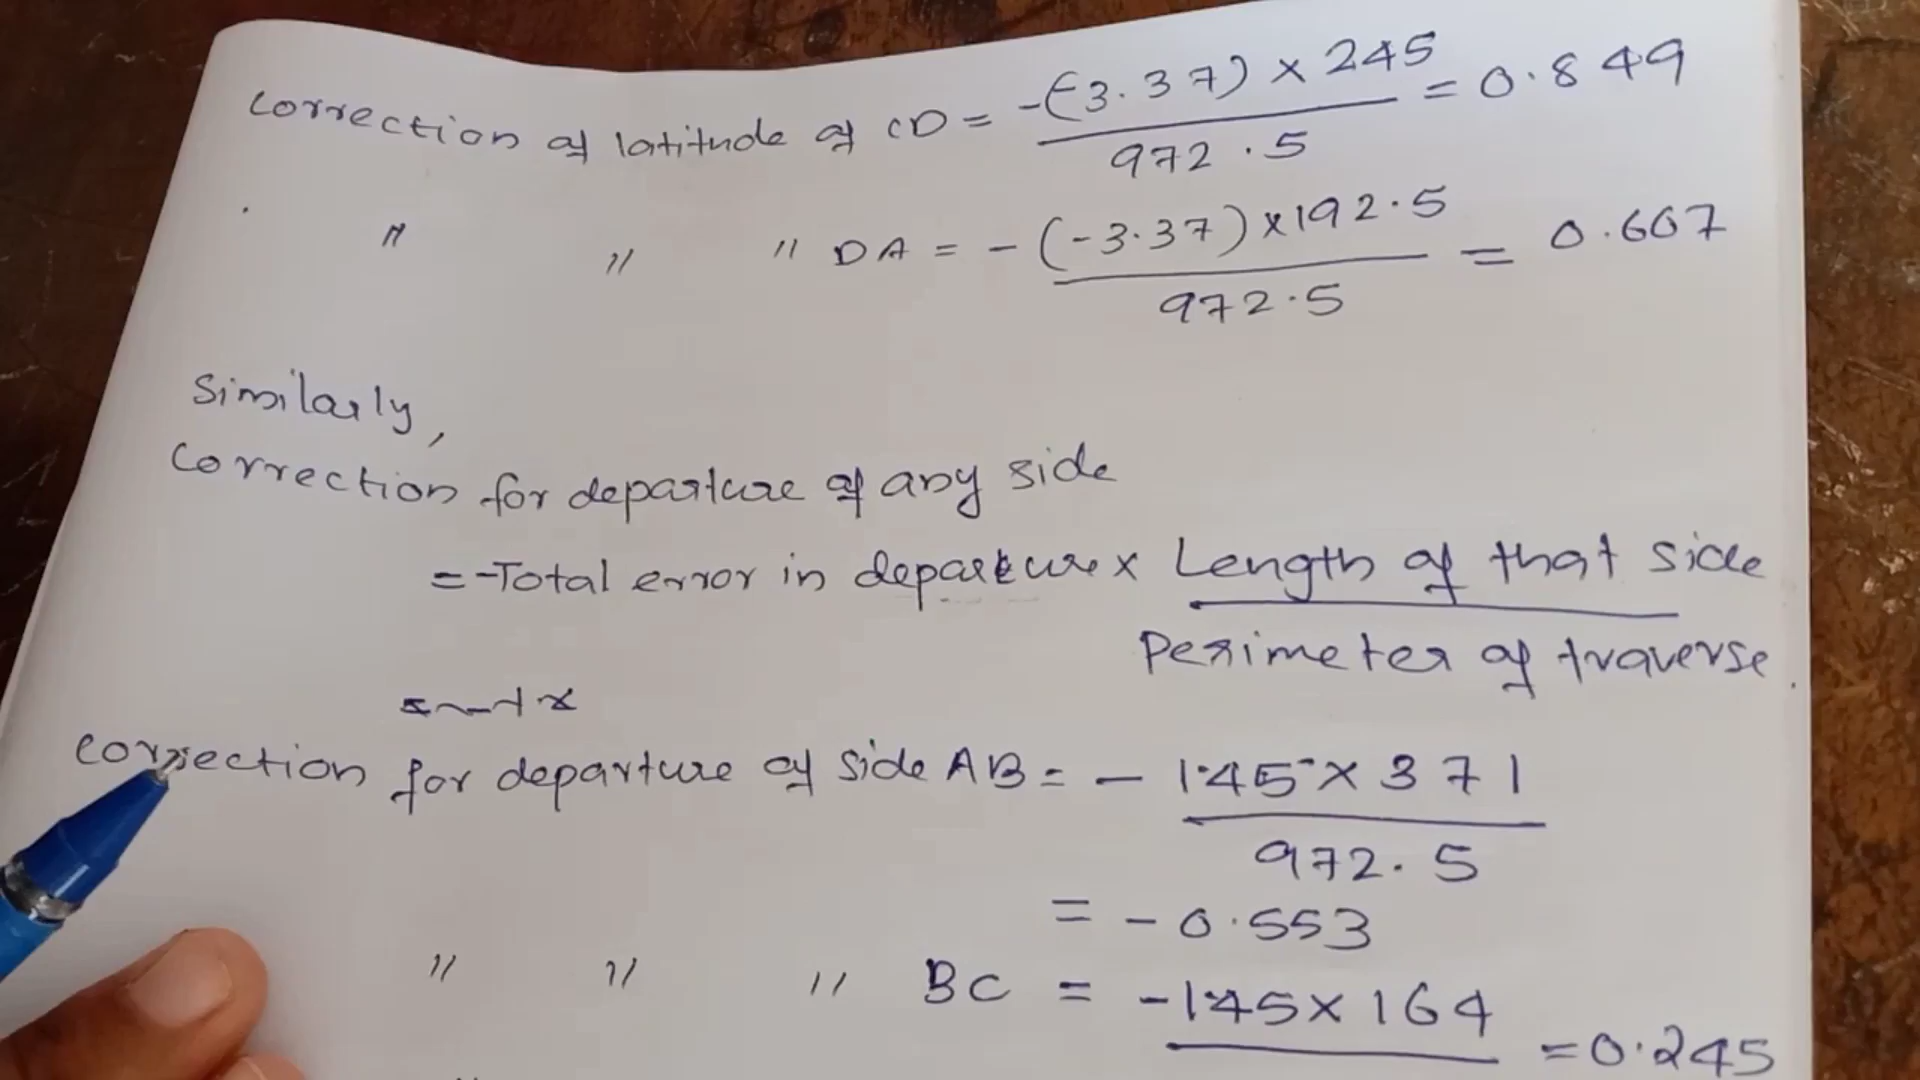 Correction of latitude of CD = -(-3.37) × 245 / 972.5 = 0.849
" " " DA = - (-3.37) × 192.5 / 972.5 = 0.667
Similarly,
Correction for departure of any side
= -Total error in departure × Length of that side / Perimeter of traverse
Correction for departure of side AB = - 1.45 × 371 / 972.5
= - 0.553
" " " BC = -1.45 × 164 = 0.245